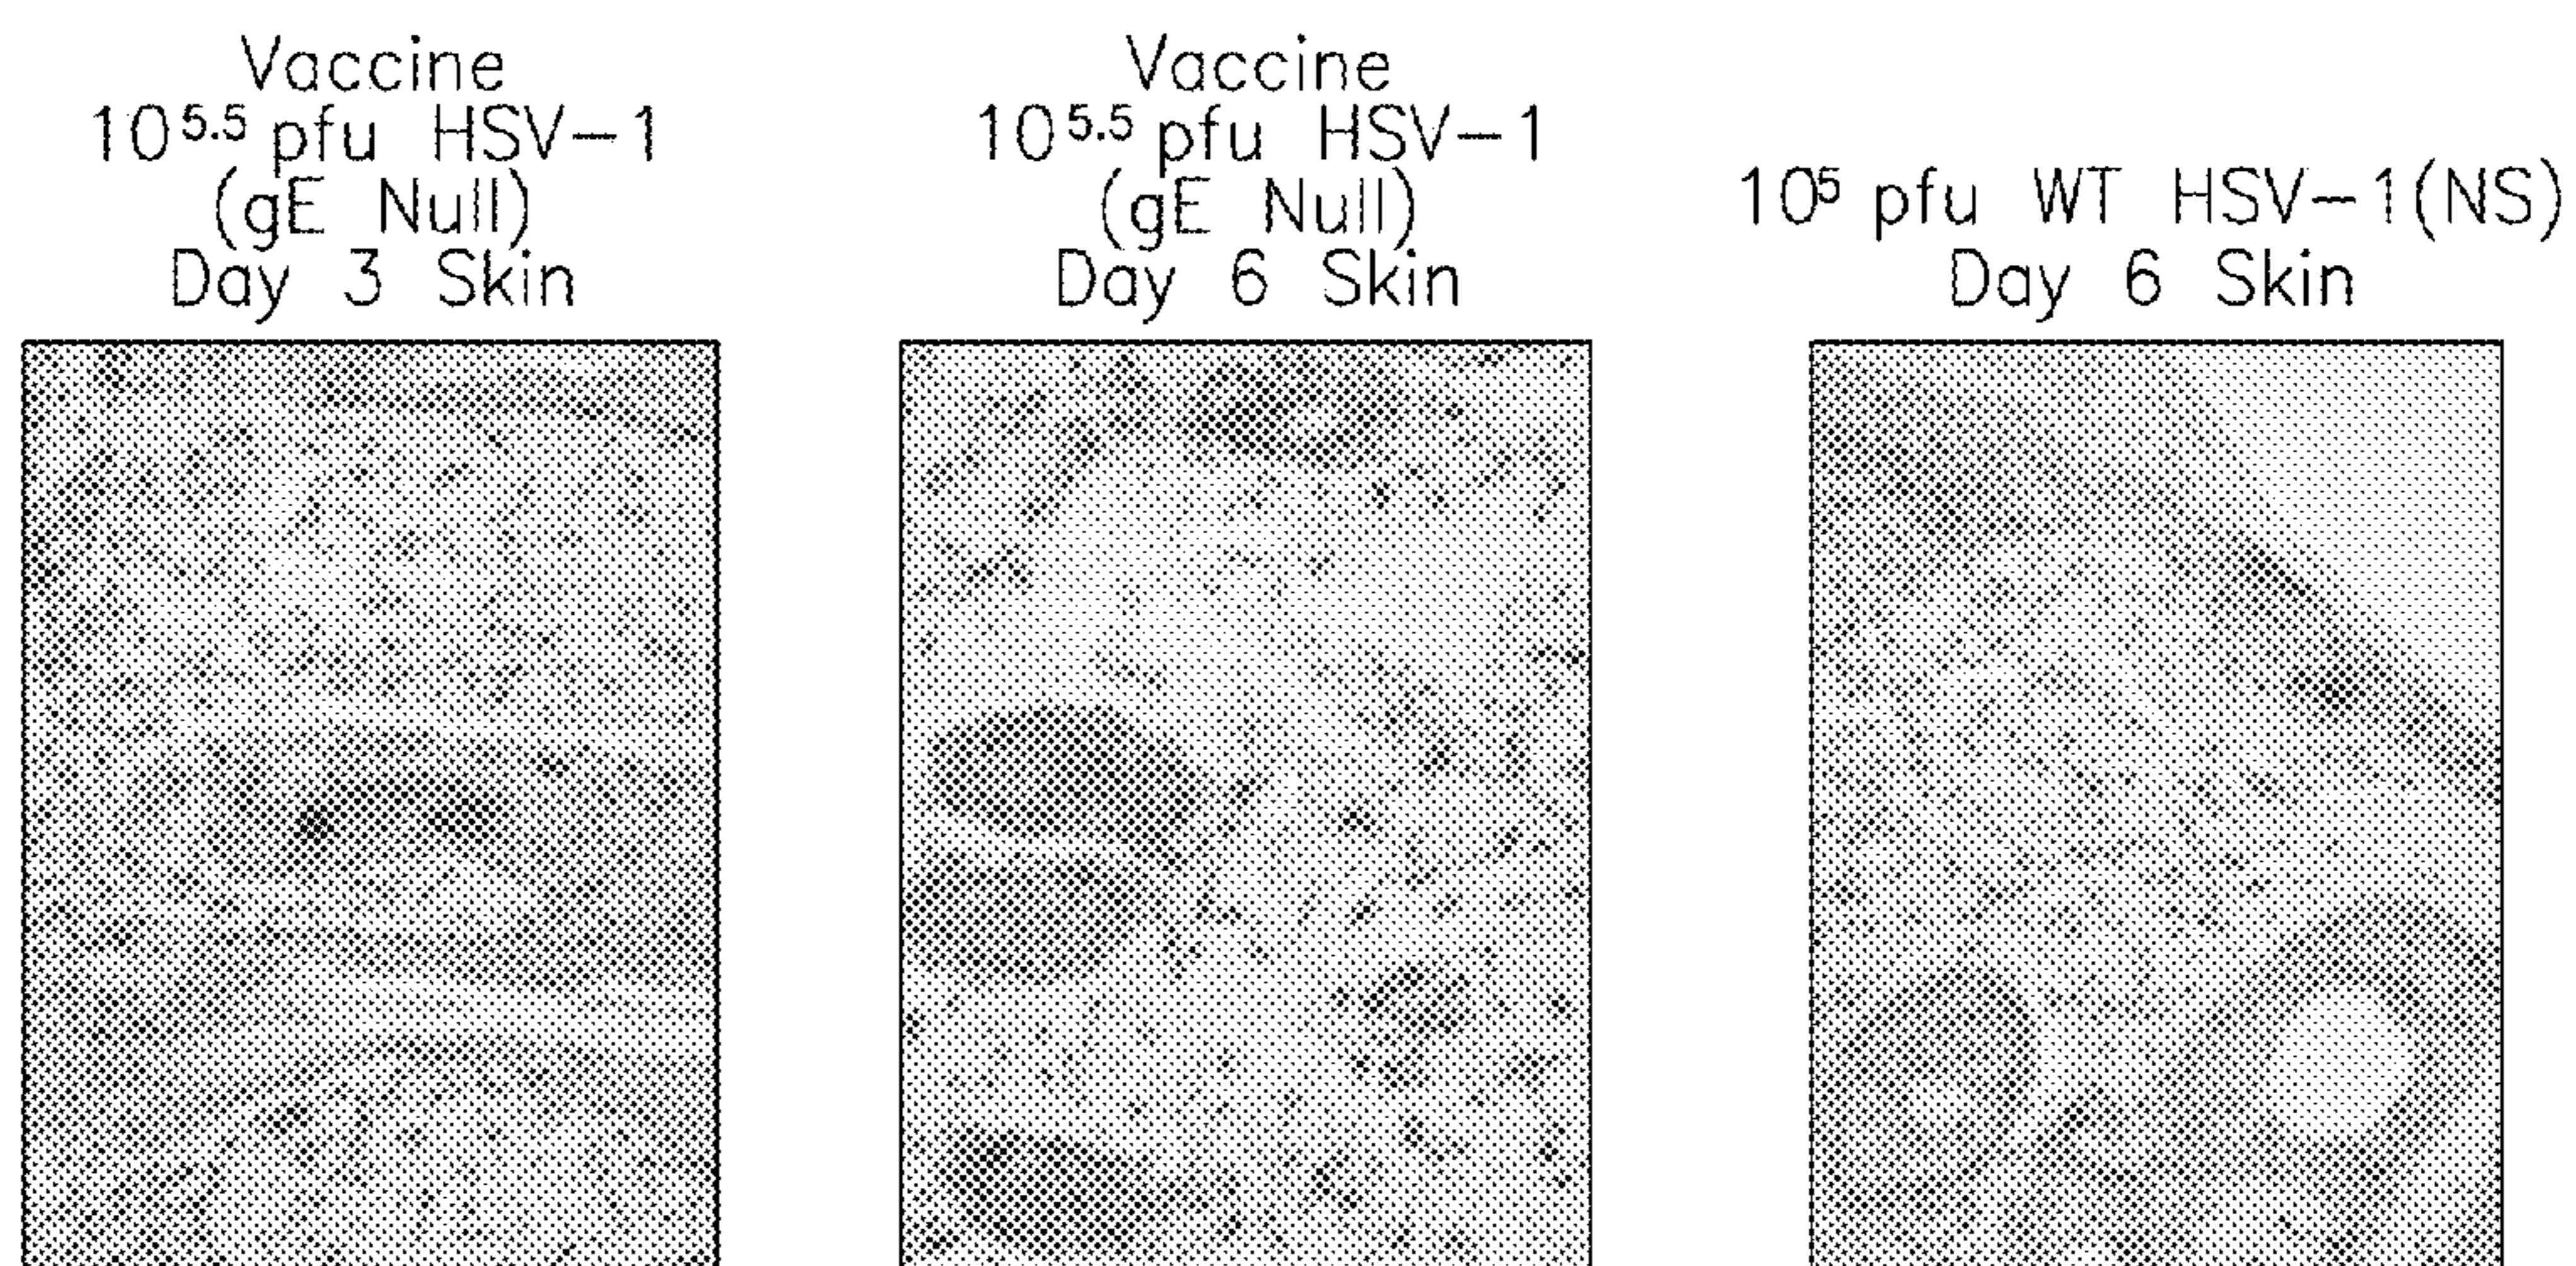 Vaccine
10^5.5 pfu HSV-1
(gE Null)
Day 3 Skin
Vaccine
10^5.5 pfu HSV-1
(gE Null)
Day 6 Skin
10^5 pfu WT HSV-1(NS)
Day 6 Skin